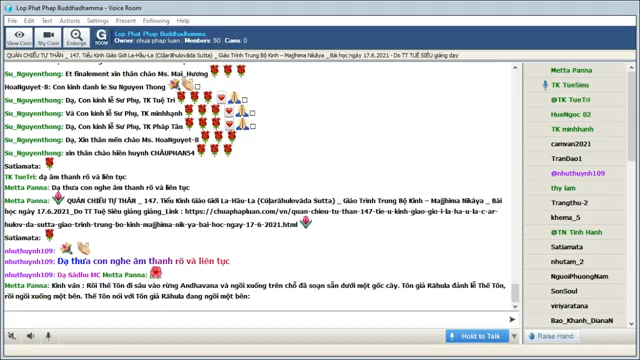 Lop Phat Phap Buddhadhamma - Voice Room
File Edit Text Actions Present Following Help
View Cam
My Cam
Enlarge
G
ROOM
Lop Phat Phap Buddhadhamma
Owner: chua phap luan : Members: 50 : Cams: 0
QUÁN CHIẾU TỰ THÂN _ 147. Tiểu Kinh Giáo Giới La-Hầu-La (Cūḷarāhulovāda Sutta) _ Giáo Trình Trung Bộ Kinh – Majjhima Nikāya _ Bài học ngày 17.6.2021 - Do TT TUỆ SIÊU giảng dạy
Su_Nguyenthong: Et finalement xin thân chào Ms. Mai_Hương
HoaNguyet-8: Con kính danh le Su Nguyen Thong
Su_Nguyenthong: Dạ, Con kính lễ Sư Phụ, TK Tuệ Trí
Su_Nguyenthong: Và Con kính lễ Sư Phụ, TK minhhạnh
Su_Nguyenthong: Dạ, Con kính lễ Sư Phụ, TK Pháp Tân
Su_Nguyenthong: Dạ, Xin thân mến chào Ms. HoaNguyet-8
Su_Nguyenthong: xin thân chào hiền huynh CHÂUPHAN54
Satiamata:
TK TueTri: dạ âm thanh rõ và liên tục
Metta Panna: Dạ thưa con nghe âm thanh rõ và liên tục
Metta Panna: QUÁN CHIẾU TỰ THÂN _ 147. Tiểu Kinh Giáo Giới La-Hầu-La (Cūḷarāhulovāda Sutta) _ Giáo Trình Trung Bộ Kinh – Majjhima Nikāya _ Bài
học ngày 17.6.2021_Do TT Tuệ Siêu giảng giảng_Link : https://chuaphapluan.com/vn/quan-chieu-tu-than-147-tie-u-kinh-giao-gio-i-la-ha-u-la-c-ar-
hulov-da-sutta-giao-trinh-trung-bo-kinh-majjhima-nik-ya-bai-hoc-ngay-17-6-2021.html
Satiamata:
nhuthuynh109:
nhuthuynh109: Dạ thưa con nghe âm thanh rõ và liên tục
nhuthuynh109: Dạ Sādhu MC Metta Panna:
Metta Panna: Kinh văn : Rồi Thế Tôn đi sâu vào rừng Andhavana và ngồi xuống trên chỗ đã soạn sẵn dưới một gốc cây. Tôn giả Rāhula đảnh lễ Thế Tôn,
rồi ngồi xuống một bên. Thế Tôn nói với Tôn giả Rāhula đang ngồi một bên:
Hold to Talk
Metta Panna
TK TueSieu
@TK TueTri
HueNgoc 02
TK minhhanh
camvan2021
TranDao1
@nhuthuynh109
thy lam
Trangthu-2
khema_5
@TN Tinh Hanh
Satiamata
nhutam_2
NguoiPhuongNam
SonSoul
viriyaratana
Bao_Khanh_DianaN
Raise Hand